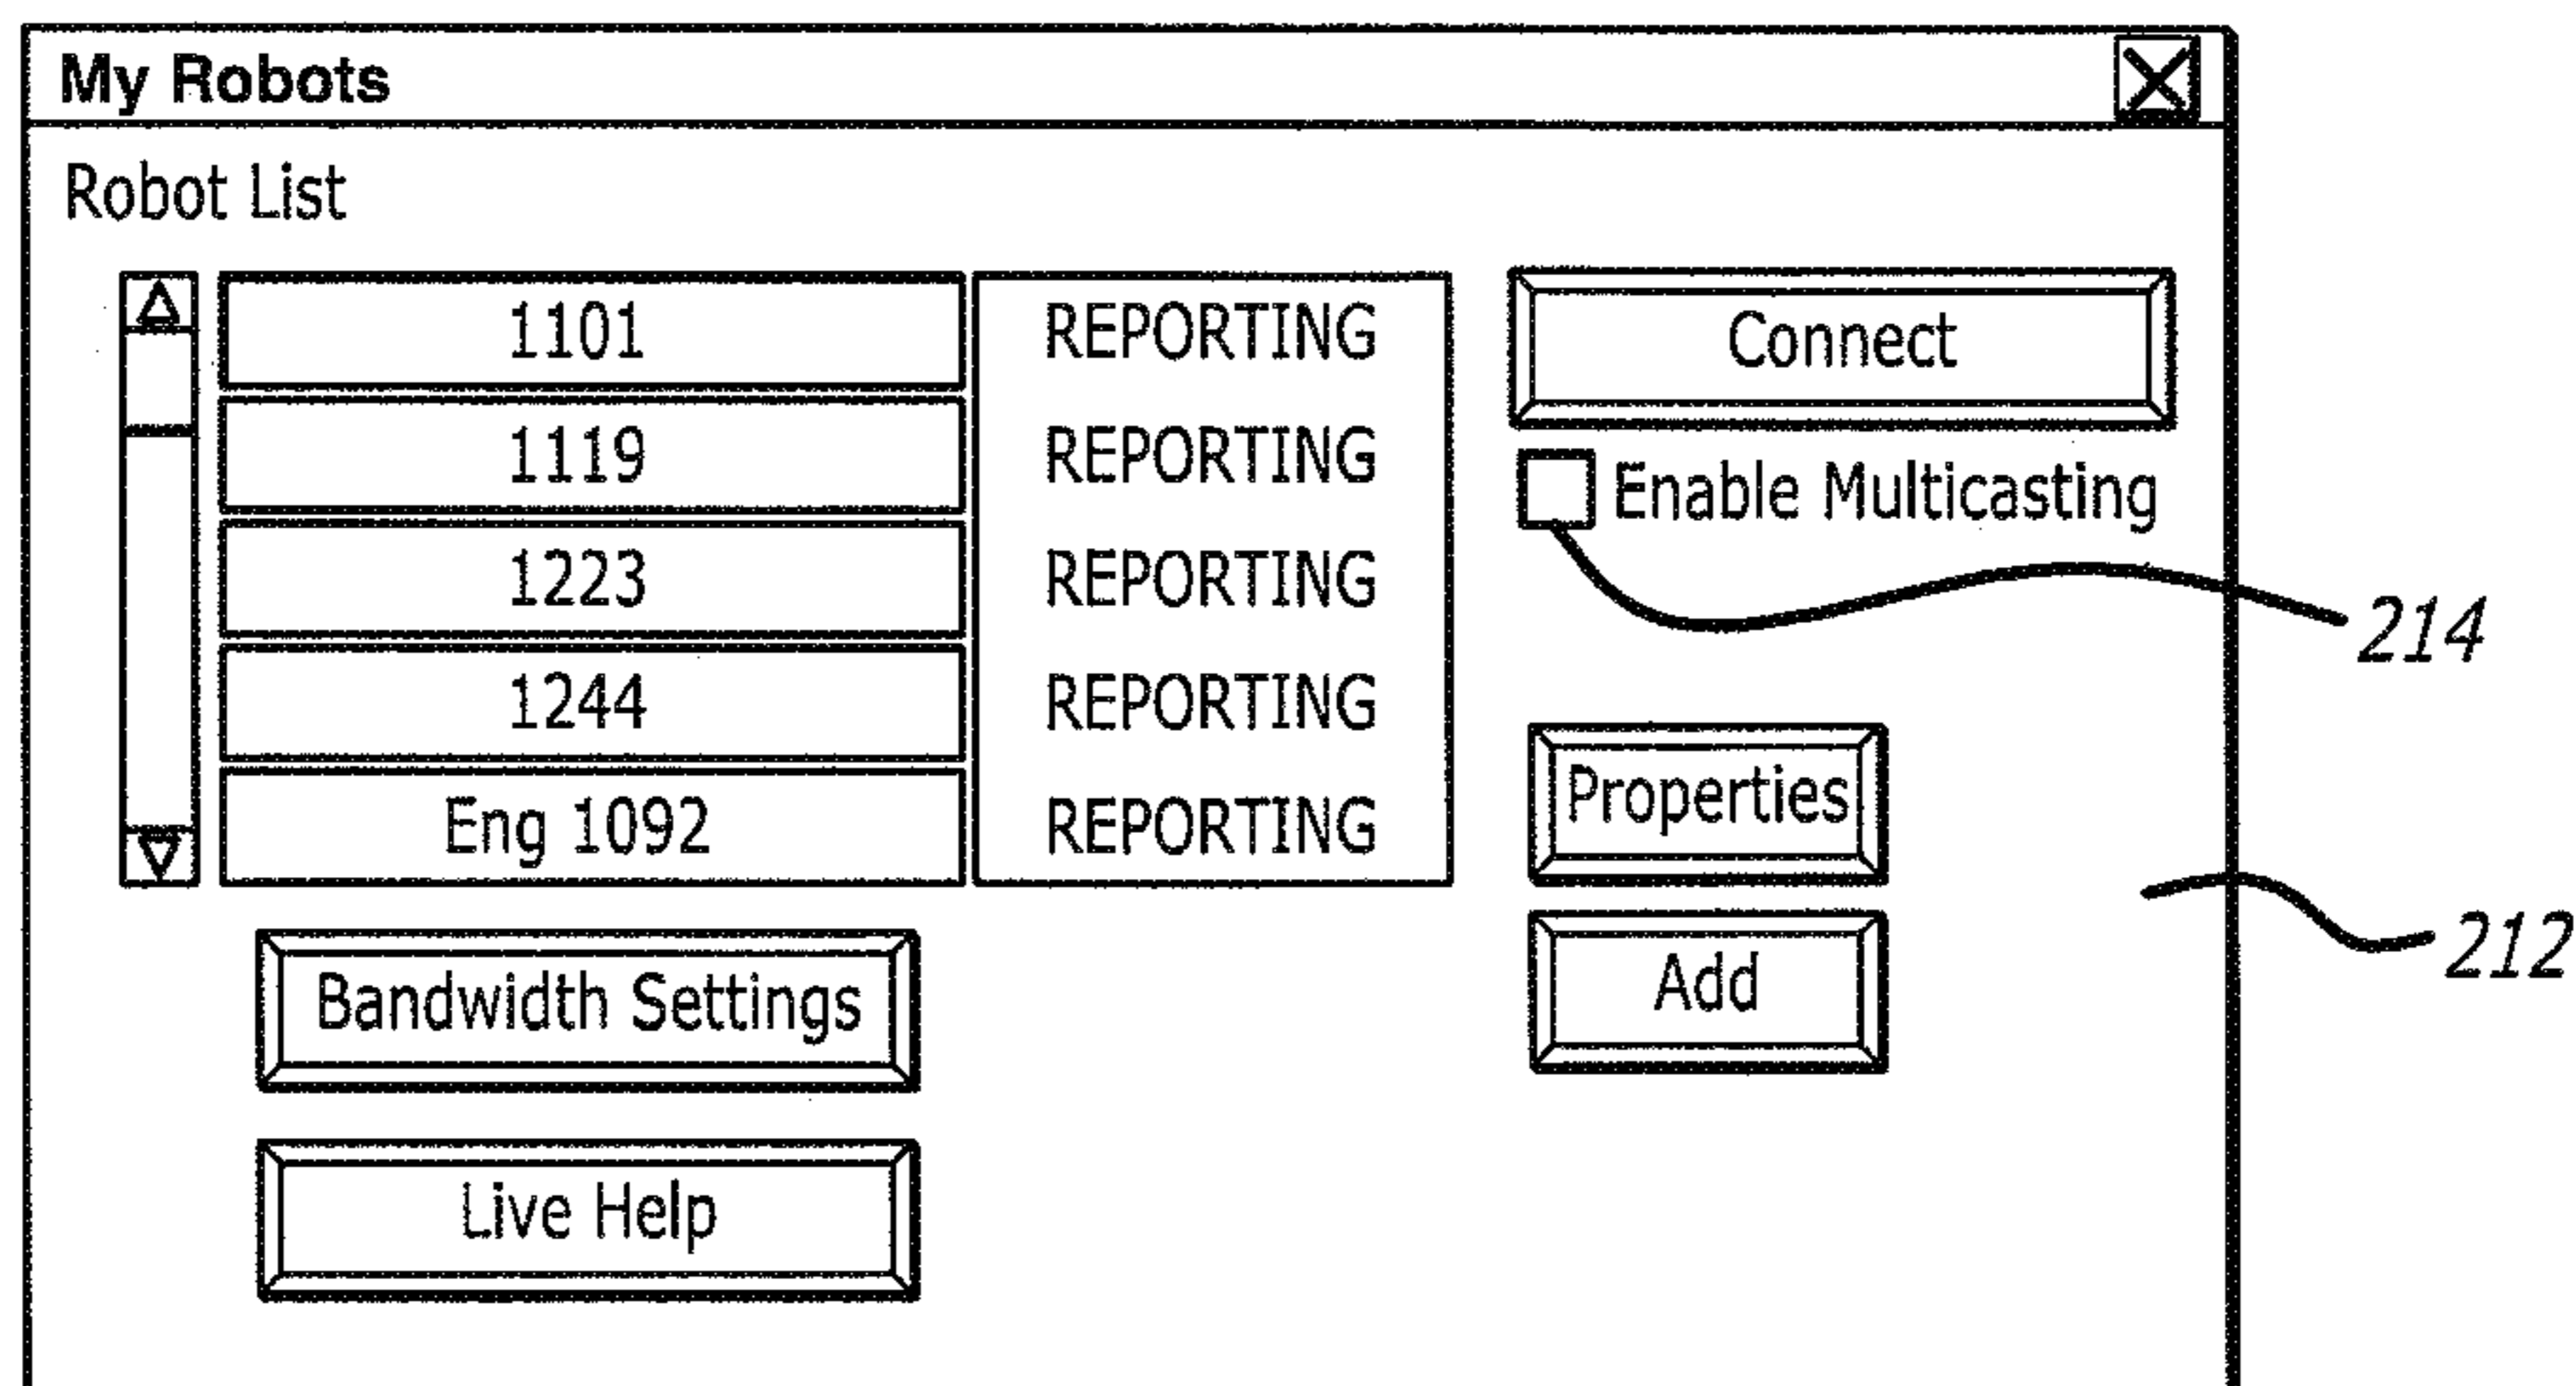 My Robots
Robot List
1101 REPORTING
1119 REPORTING
1223 REPORTING
1244 REPORTING
Eng 1092 REPORTING
Connect
Enable Multicasting
214
Properties
212
Add
Bandwidth Settings
Live Help